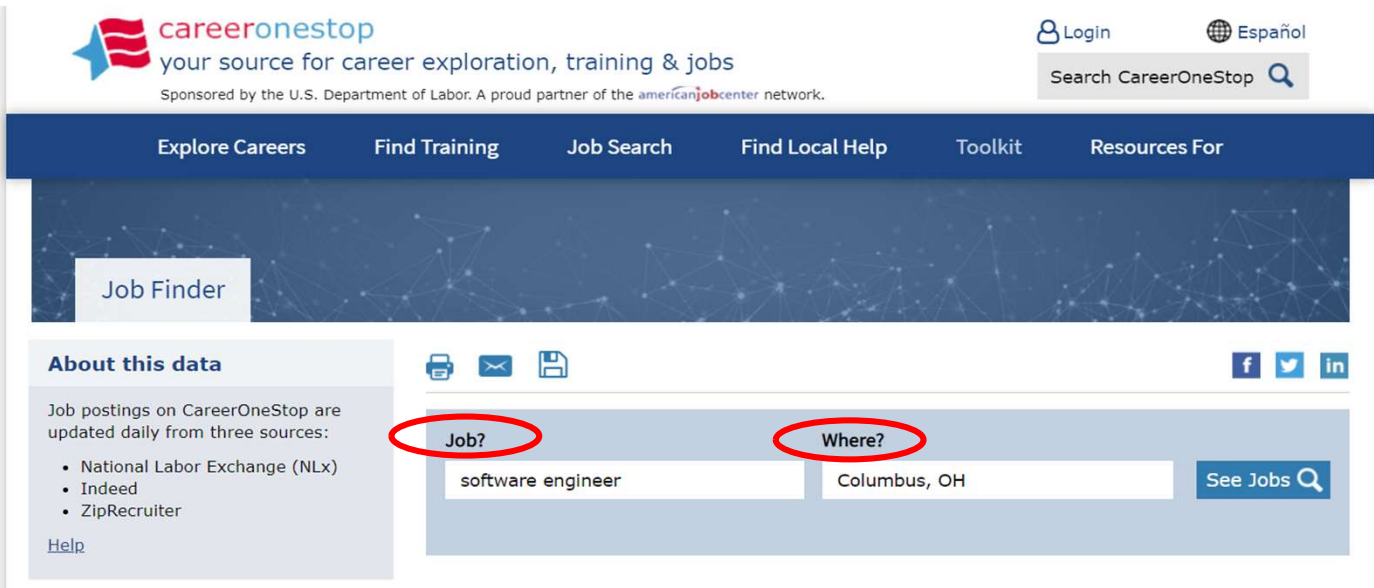 careeronestop
your source for career exploration, training & jobs
Sponsored by the U.S. Department of Labor. A proud partner of the americanjobcenter network.
Login
Español
Search CareerOneStop
Explore Careers
Find Training
Job Search
Find Local Help
Toolkit
Resources For
Job Finder
About this data
Job postings on CareerOneStop are
updated daily from three sources:
• National Labor Exchange (NLx)
• Indeed
• ZipRecruiter
Help
f
in
Job?
Where?
software engineer
Columbus, OH
See Jobs